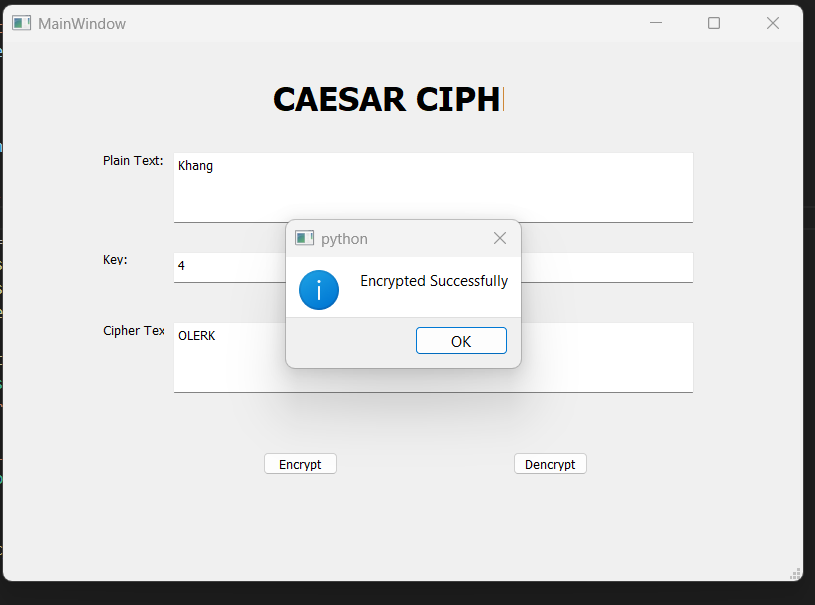 MainWindow
CAESAR CIPH
Plain Text:
Khang
python
Key:
4
Encrypted Successfully
Cipher Tex
OLERK
OK
Encrypt
Dencrypt